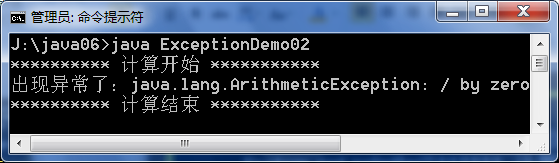 管理员: 命令提示符
J:\java06>java ExceptionDemo02
********** 计算开始 ***********
出现异常了：java.lang.ArithmeticException: / by zero
********** 计算结束 ***********